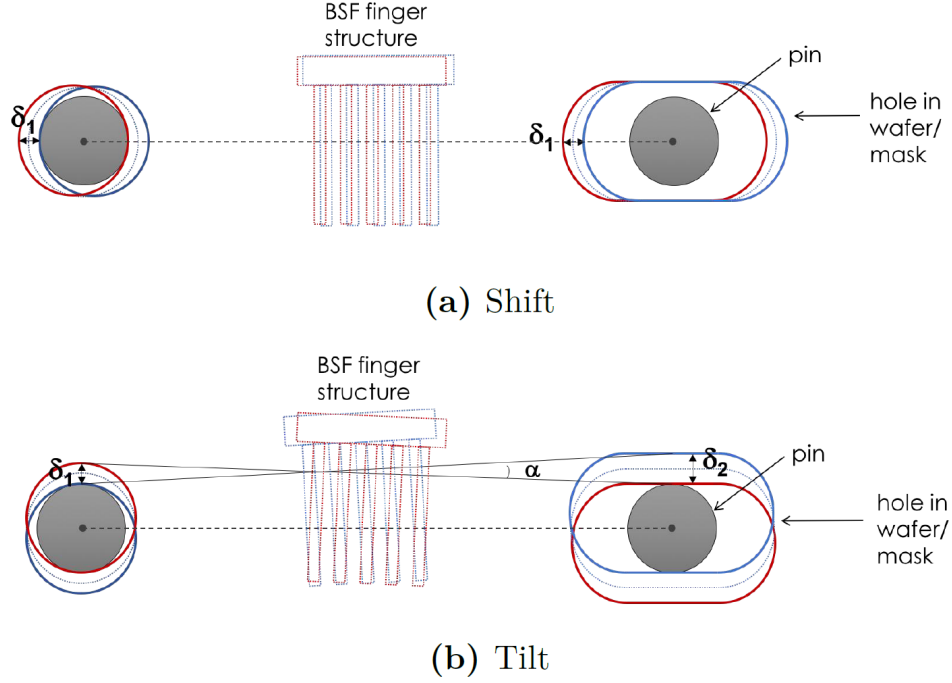 BSF finger
structure
pin
δ₁
δ₁
hole in
wafer/
mask
(a) Shift
BSF finger
structure
δ₁
α
δ₂
pin
hole in
wafer/
mask
(b) Tilt